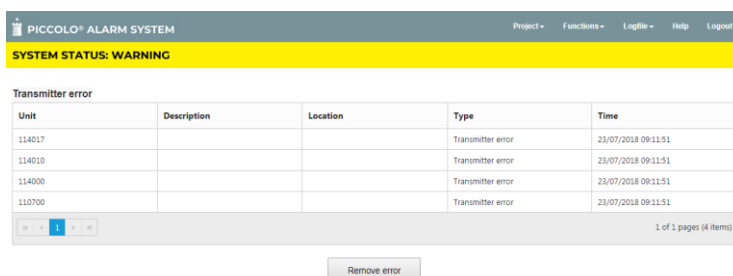 PICCOLO® ALARM SYSTEM Project Functions Logfile Help Logout
SYSTEM STATUS: WARNING
Transmitter error
Unit Description Location Type Time
114017 Transmitter error 23/07/2018 09:11:51
114010 Transmitter error 23/07/2018 09:11:51
114000 Transmitter error 23/07/2018 09:11:51
110700 Transmitter error 23/07/2018 09:11:51
1 1 of 1 pages (4 items)
Remove error